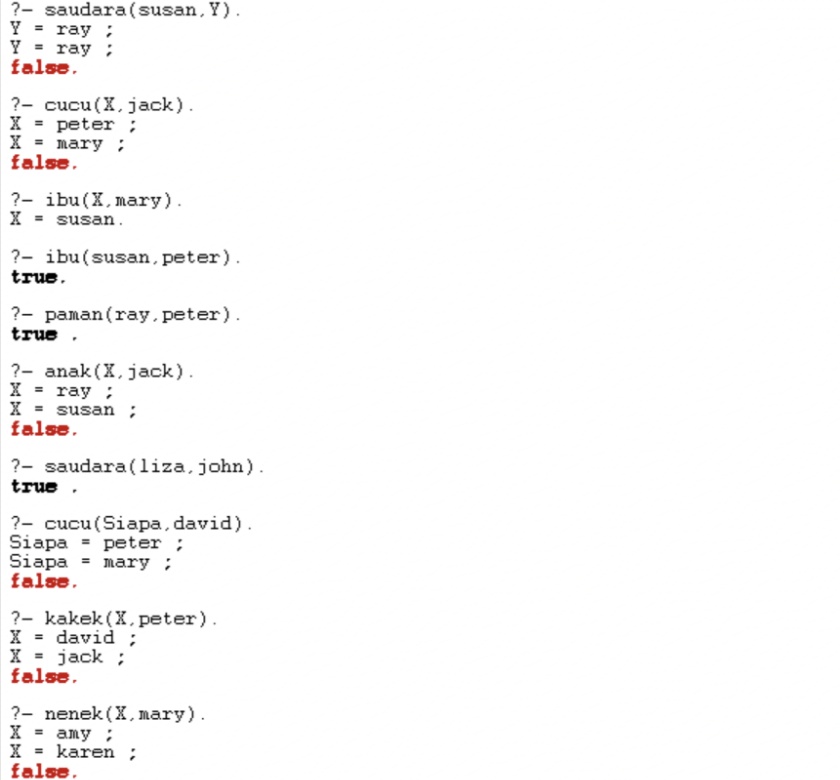 ?- saudara(susan,Y).
Y = ray ;
Y = ray ;
false.
?- cucu(X,jack).
X = peter ;
X = mary ;
false.
?- ibu(X,mary).
X = susan.
?- ibu(susan,peter).
true.
?- paman(ray,peter).
true .
?- anak(X,jack).
X = ray ;
X = susan ;
false.
?- saudara(liza,john).
true .
?- cucu(Siapa,david).
Siapa = peter ;
Siapa = mary ;
false.
?- kakek(X,peter).
X = david ;
X = jack ;
false.
?- nenek(X,mary).
X = amy ;
X = karen ;
false.